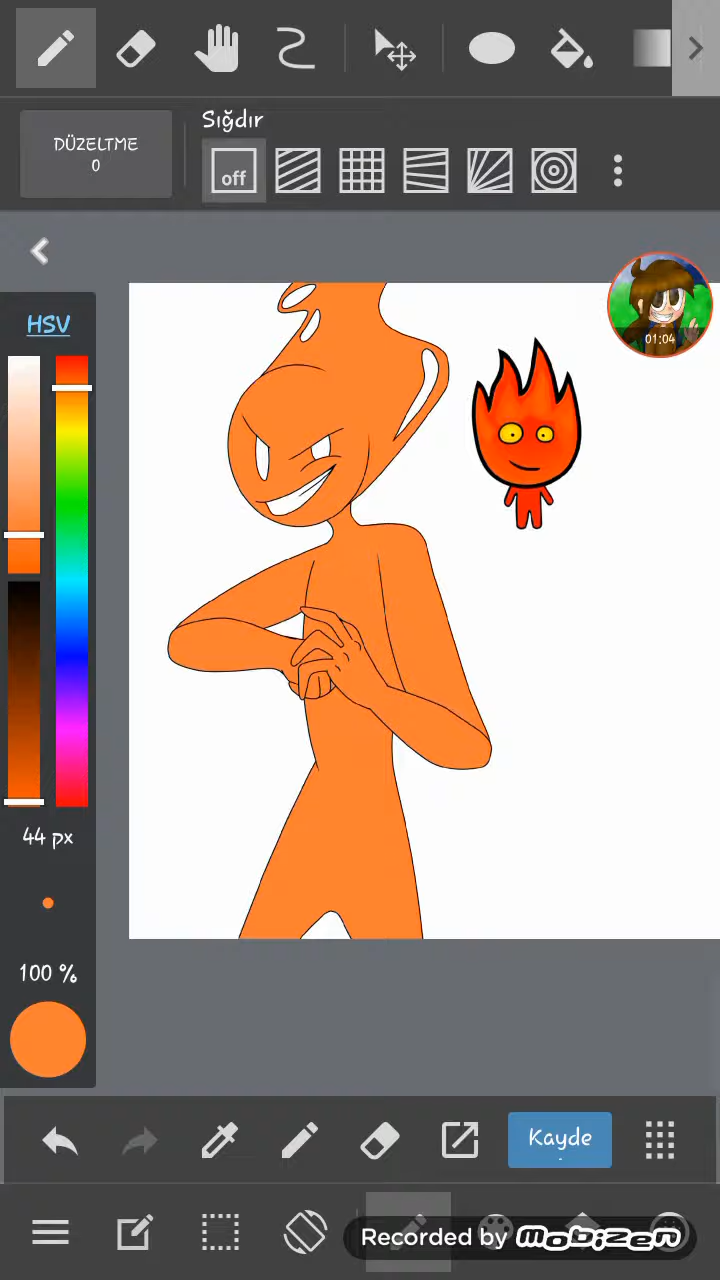 DÜZELTME
0
Sığdır
off
HSV
01:04
44 px
100 %
Kayde
Recorded by mobizen